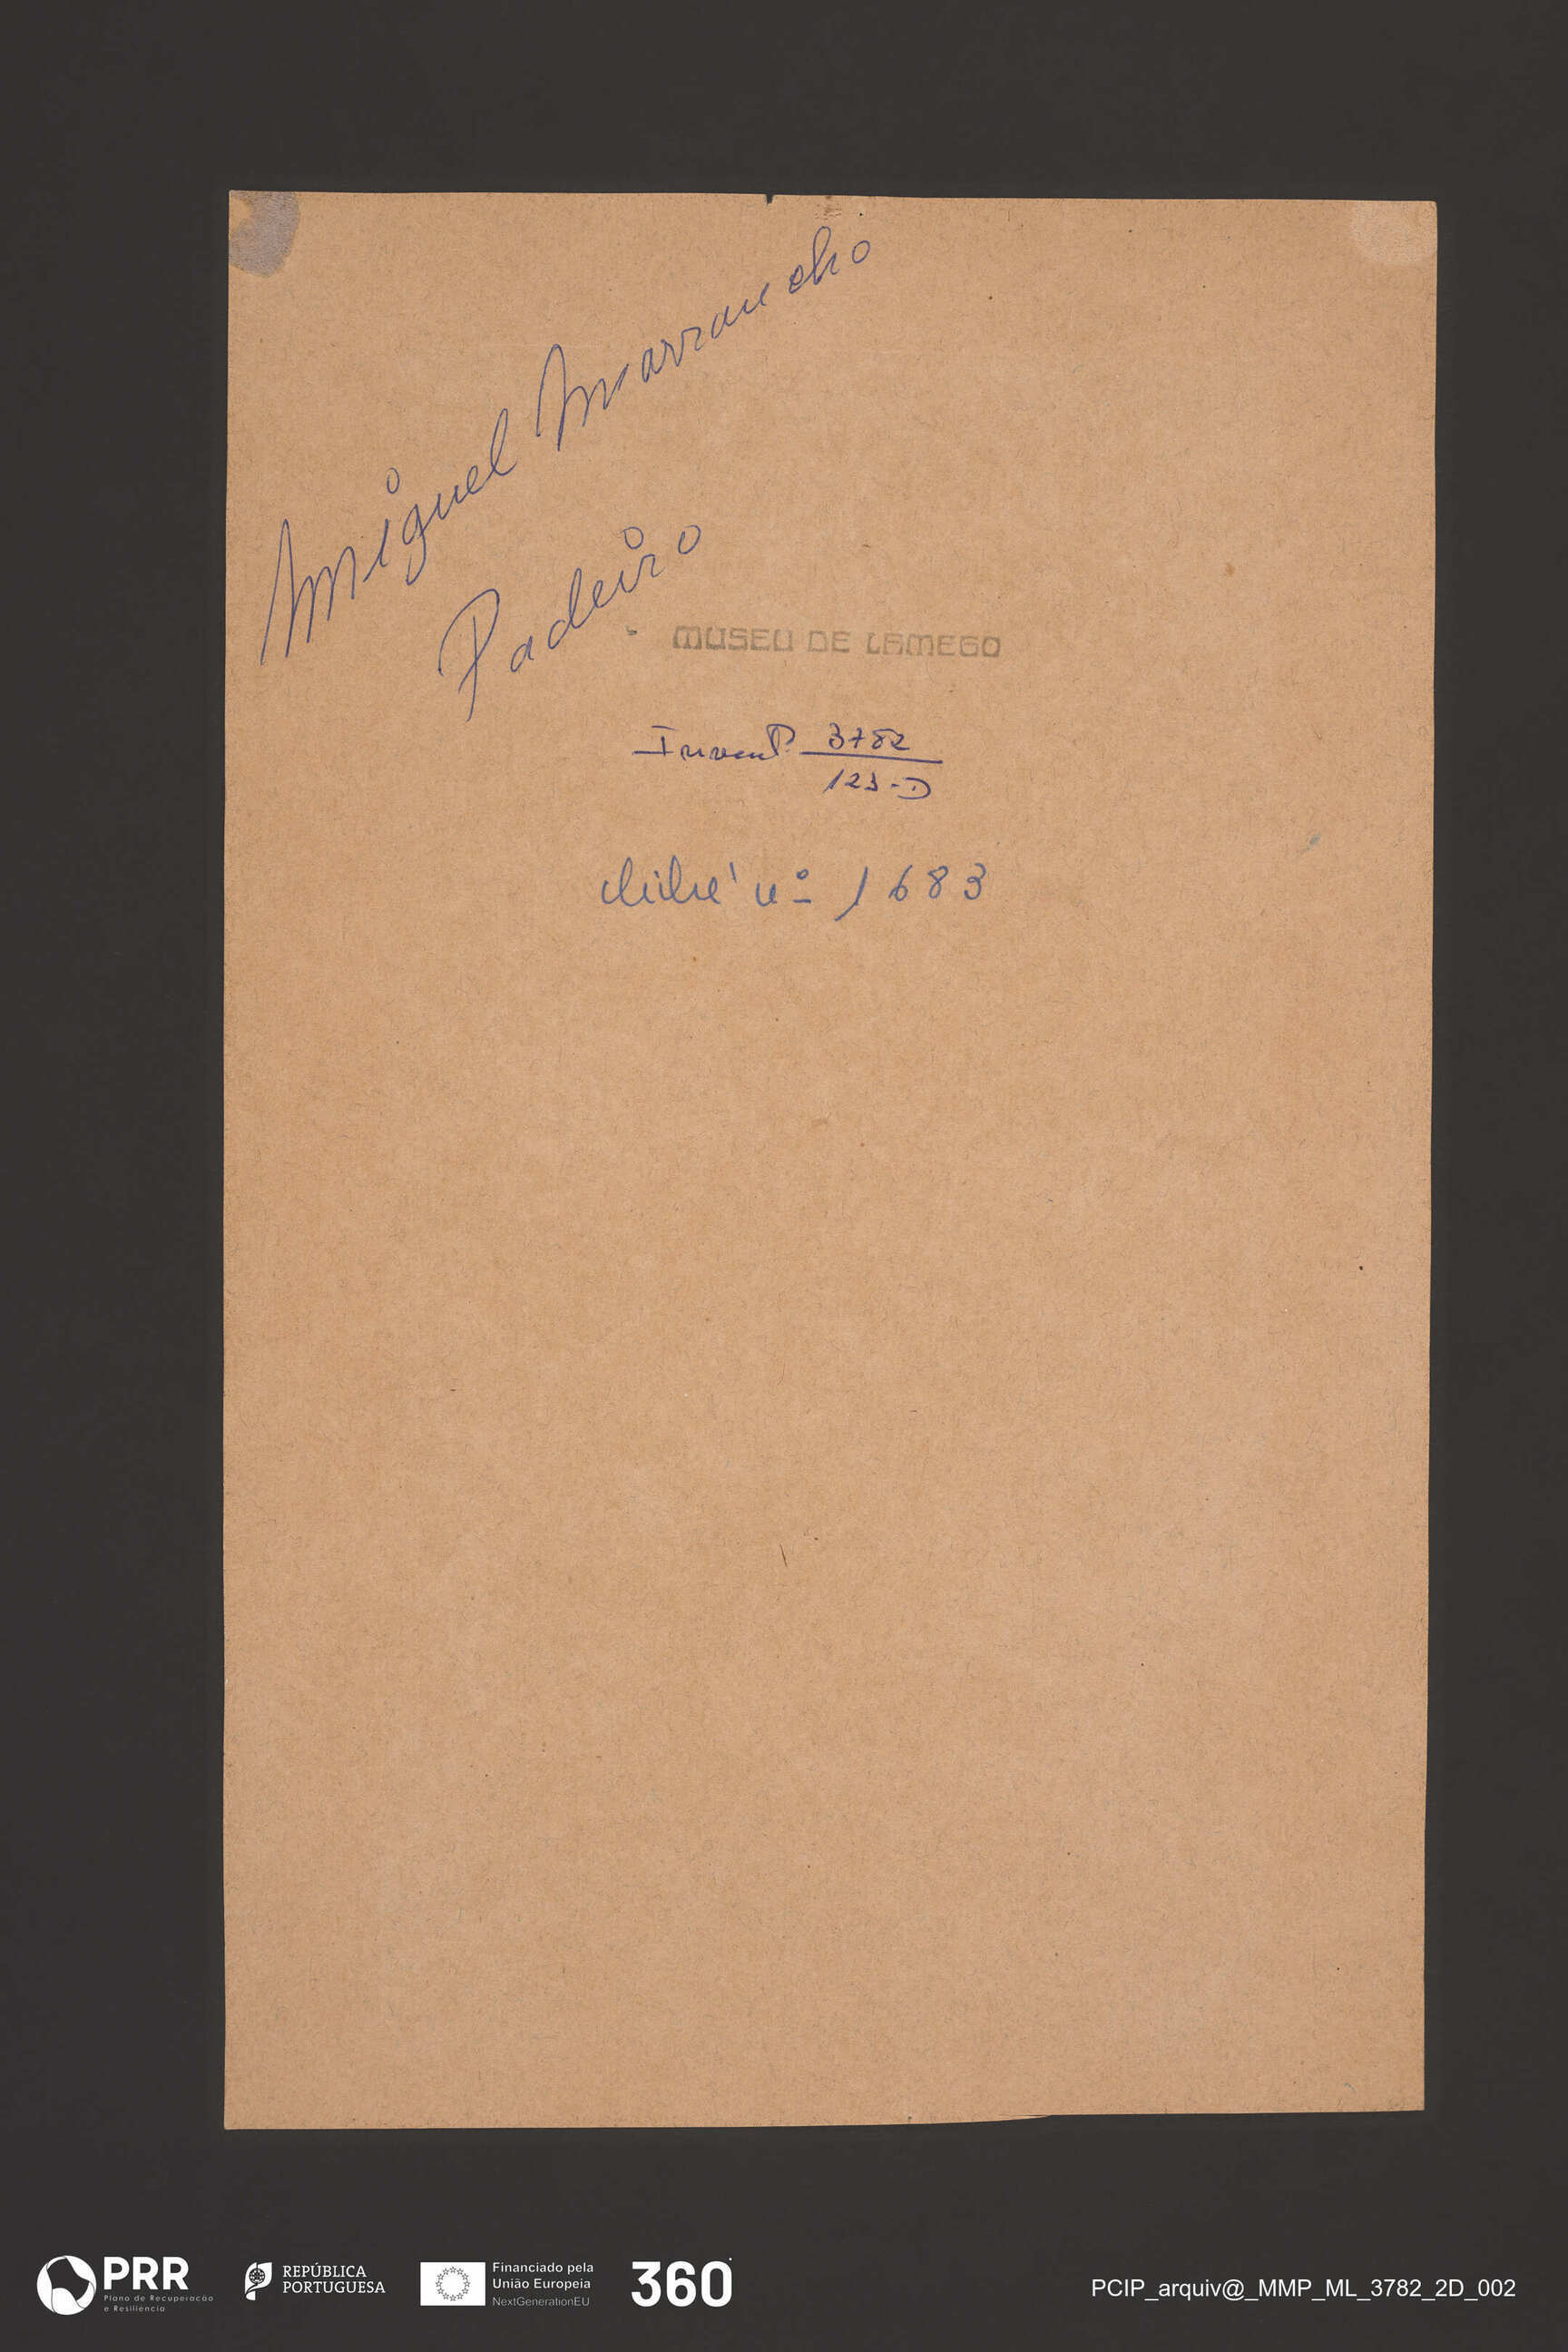 Miguel Marrancho
Padeiro
MUSEU DE LAMEGO
Invent.º 3782
123-D
cliché nº 1683
PRR
Plano de Recuperação
e Resiliência
REPÚBLICA
PORTUGUESA
Financiado pela
União Europeia
NextGenerationEU
360
PCIP_arquiv@_MMP_ML_3782_2D_002